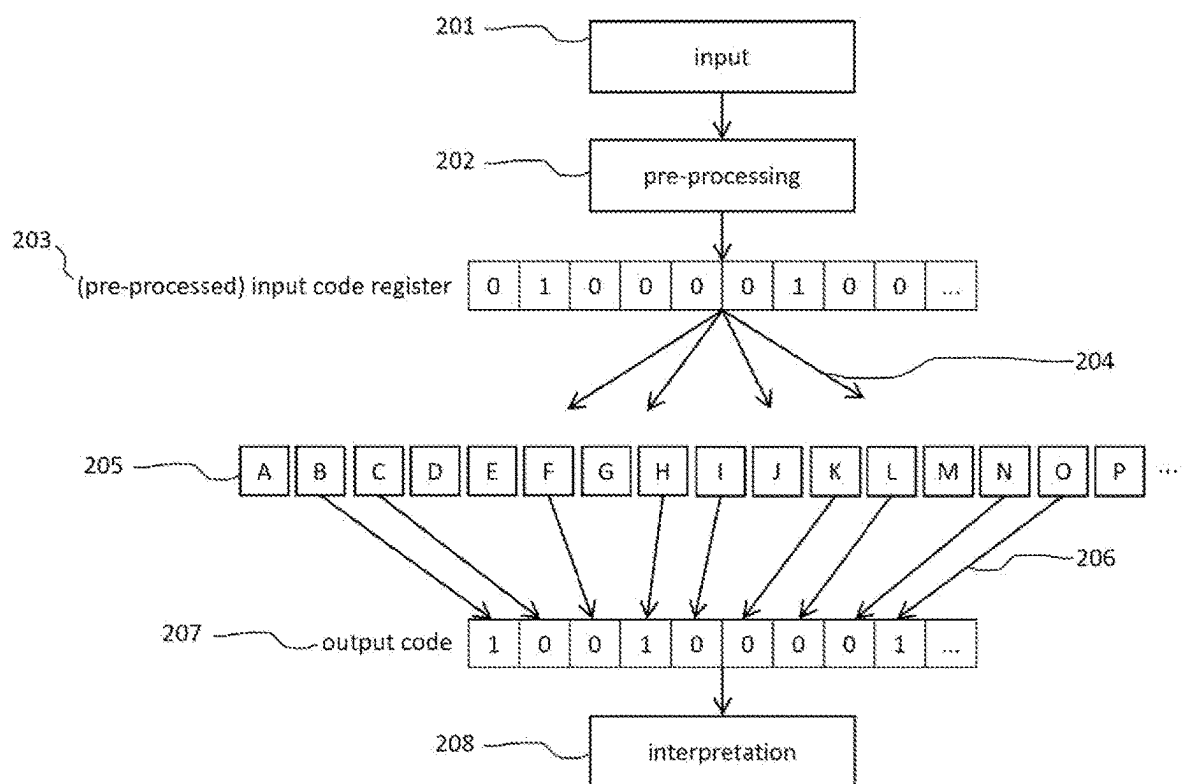 201
input
202
pre-processing
203
(pre-processed) input code register 0 1 0 0 0 0 1 0 0 ...
204
205 A B C D E F G H I J K L M N O P ...
206
207 output code 1 0 0 1 0 0 0 0 1 ...
208 interpretation